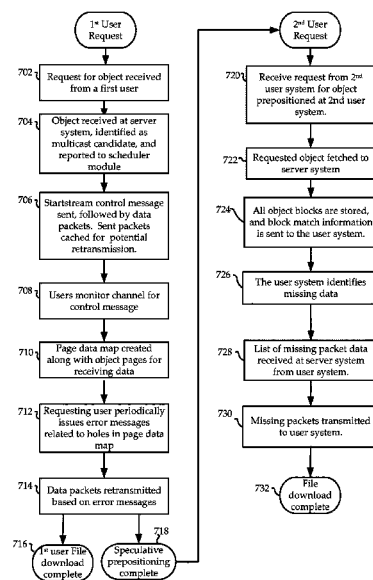 1st User
Request
702
Request for object received
from a first user
704
Object received at server
system, identified as
multicast candidate, and
reported to scheduler
module
706
Startstream control message
sent, followed by data
packets. Sent packets
cached for potential
retransmission.
708
Users monitor channel for
control message
710
Page data map created
along with object pages for
receiving data
712
Requesting user periodically
issues error messages
related to holes in page data
map
714
Data packets retransmitted
based on error messages
716
1st user File
download
complete
718
Speculative
prepositioning
complete
2nd User
Request
720
Receive request from 2nd
user system for object
prepositioned at 2nd user
system.
722
Requested object fetched to
server system
724
All object blocks are stored,
and block match information
is sent to the user system.
726
The user system identifies
missing data
728
List of missing packet data
received at server system
from user system.
730
Missing packets transmitted
to user system.
732
File
download
complete